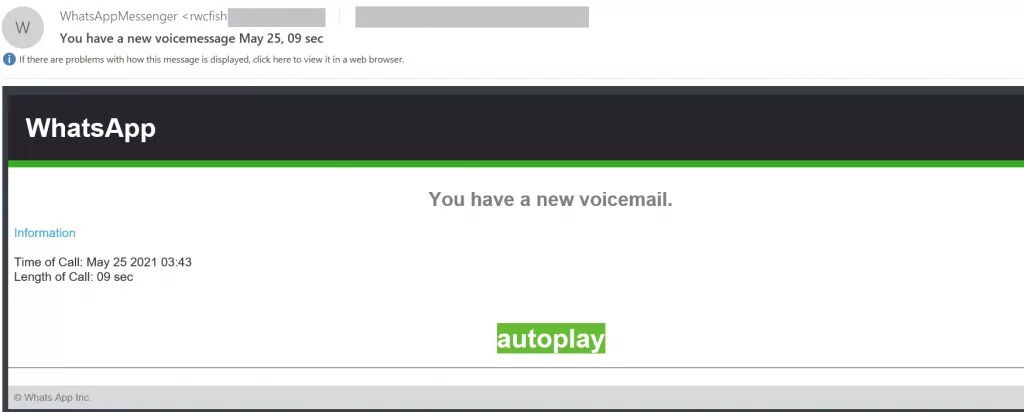 W
WhatsAppMessenger <rwcfish
You have a new voicemessage May 25, 09 sec
i If there are problems with how this message is displayed, click here to view it in a web browser.
WhatsApp
You have a new voicemail.
Information
Time of Call: May 25 2021 03:43
Length of Call: 09 sec
autoplay
© Whats App Inc.